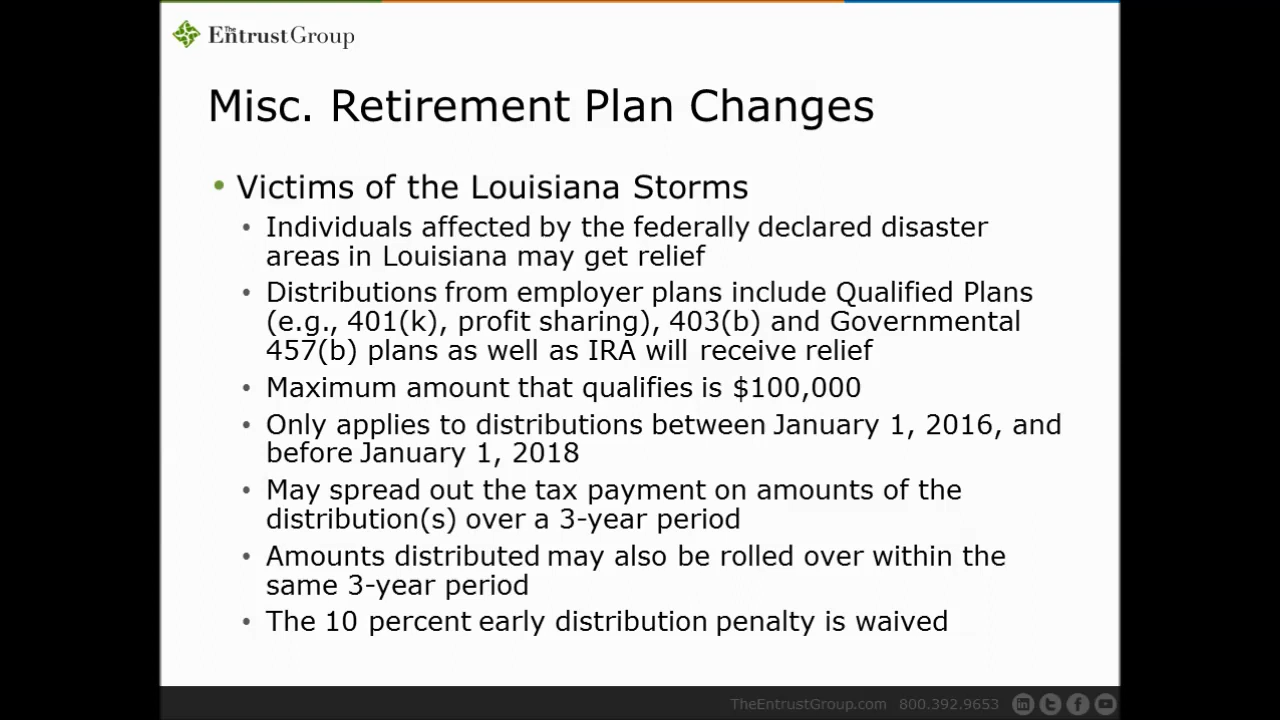 The EntrustGroup
Misc. Retirement Plan Changes
• Victims of the Louisiana Storms
• Individuals affected by the federally declared disaster
areas in Louisiana may get relief
• Distributions from employer plans include Qualified Plans
(e.g., 401(k), profit sharing), 403(b) and Governmental
457(b) plans as well as IRA will receive relief
• Maximum amount that qualifies is $100,000
• Only applies to distributions between January 1, 2016, and
before January 1, 2018
• May spread out the tax payment on amounts of the
distribution(s) over a 3-year period
• Amounts distributed may also be rolled over within the
same 3-year period
• The 10 percent early distribution penalty is waived
TheEntrustGroup.com 800.392.9653